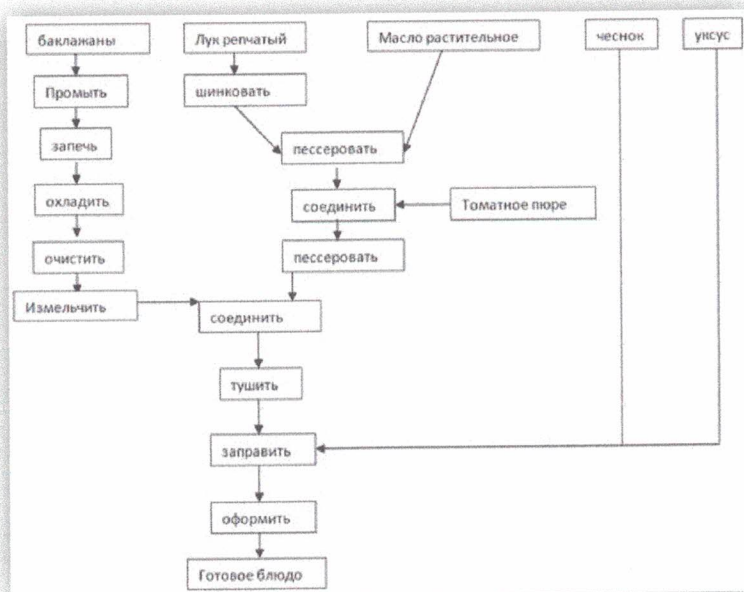 баклажаны
Лук репчатый
Масло растительное
чеснок
уксус
Промыть
шинковать
запечь
пессеровать
охладить
соединить
Томатное пюре
очистить
пессеровать
Измельчить
соединить
тушить
заправить
оформить
Готовое блюдо